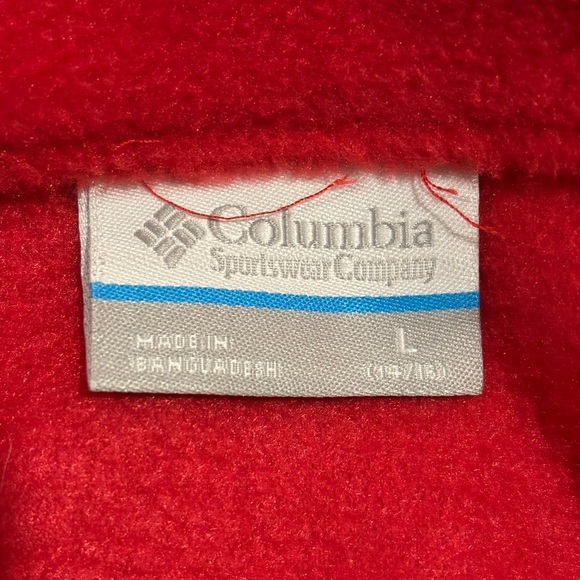 Columbia
Sportswear Company
MADE IN
BANGLADESH
L
(14/16)